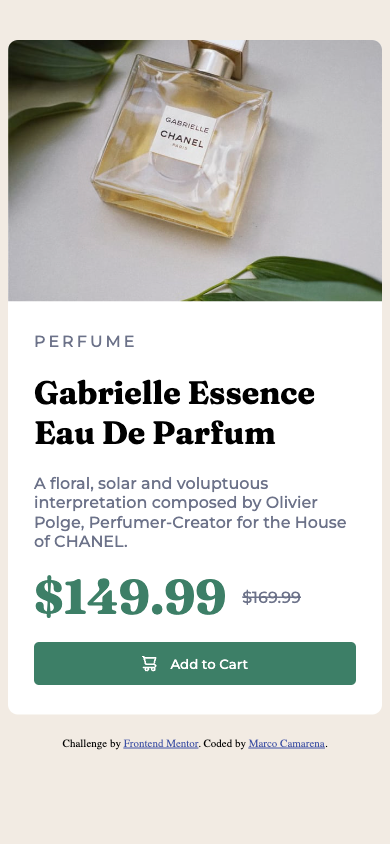 GABRIELLE
CHANEL
PARIS
PERFUME
Gabrielle Essence
Eau De Parfum
A floral, solar and voluptuous
interpretation composed by Olivier
Polge, Perfumer-Creator for the House
of CHANEL.
$149.99 $169.99
Add to Cart
Challenge by Frontend Mentor. Coded by Marco Camarena.